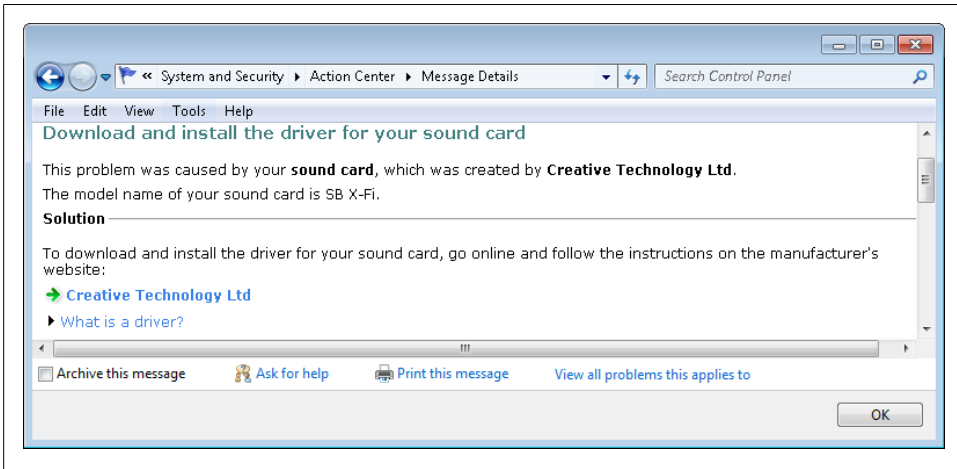 « System and Security ▸ Action Center ▸ Message Details
Search Control Panel
File Edit View Tools Help
Download and install the driver for your sound card
This problem was caused by your sound card, which was created by Creative Technology Ltd.
The model name of your sound card is SB X-Fi.
Solution
To download and install the driver for your sound card, go online and follow the instructions on the manufacturer's
website:
Creative Technology Ltd
What is a driver?
Archive this message Ask for help Print this message View all problems this applies to
OK